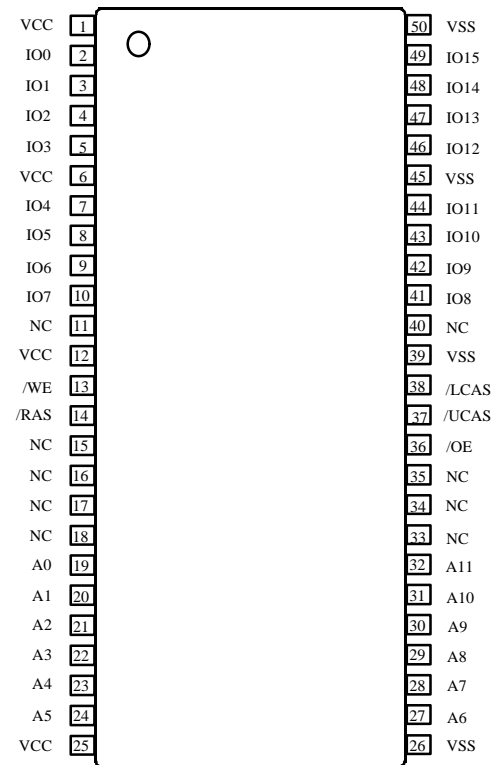 VCC 1 50 VSS
IO0 2 49 IO15
IO1 3 48 IO14
IO2 4 47 IO13
IO3 5 46 IO12
VCC 6 45 VSS
IO4 7 44 IO11
IO5 8 43 IO10
IO6 9 42 IO9
IO7 10 41 IO8
NC 11 40 NC
VCC 12 39 VSS
/WE 13 38 /LCAS
/RAS 14 37 /UCAS
NC 15 36 /OE
NC 16 35 NC
NC 17 34 NC
NC 18 33 NC
A0 19 32 A11
A1 20 31 A10
A2 21 30 A9
A3 22 29 A8
A4 23 28 A7
A5 24 27 A6
VCC 25 26 VSS